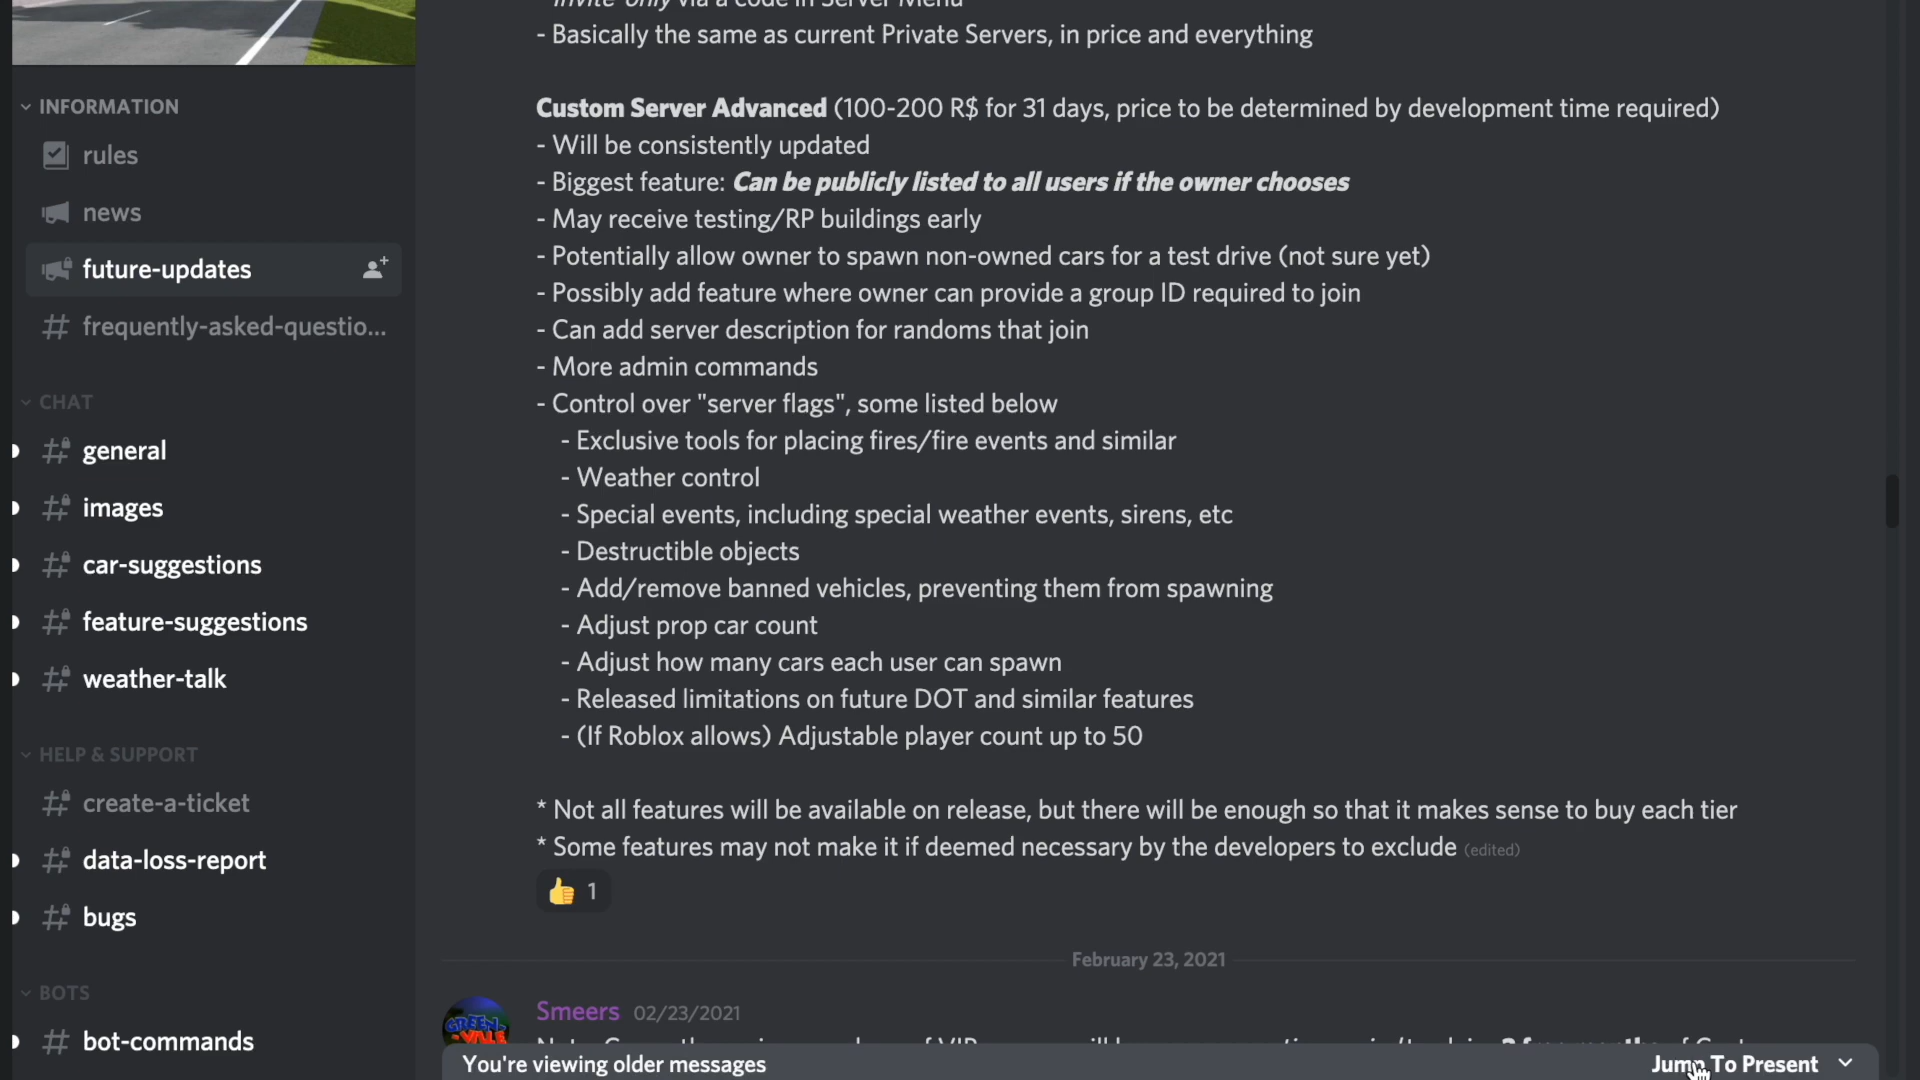 INFORMATION
rules
news
future-updates
frequently-asked-questio...
CHAT
general
images
car-suggestions
feature-suggestions
weather-talk
HELP & SUPPORT
create-a-ticket
data-loss-report
bugs
BOTS
bot-commands
invite-only via a code in Server Menu
- Basically the same as current Private Servers, in price and everything
Custom Server Advanced (100-200 R$ for 31 days, price to be determined by development time required)
- Will be consistently updated
- Biggest feature: Can be publicly listed to all users if the owner chooses
- May receive testing/RP buildings early
- Potentially allow owner to spawn non-owned cars for a test drive (not sure yet)
- Possibly add feature where owner can provide a group ID required to join
- Can add server description for randoms that join
- More admin commands
- Control over "server flags", some listed below
- Exclusive tools for placing fires/fire events and similar
- Weather control
- Special events, including special weather events, sirens, etc
- Destructible objects
- Add/remove banned vehicles, preventing them from spawning
- Adjust prop car count
- Adjust how many cars each user can spawn
- Released limitations on future DOT and similar features
- (If Roblox allows) Adjustable player count up to 50
* Not all features will be available on release, but there will be enough so that it makes sense to buy each tier
* Some features may not make it if deemed necessary by the developers to exclude (edited)
1
February 23, 2021
GREEN-VALE
Smeers 02/23/2021
You're viewing older messages
Jump To Present